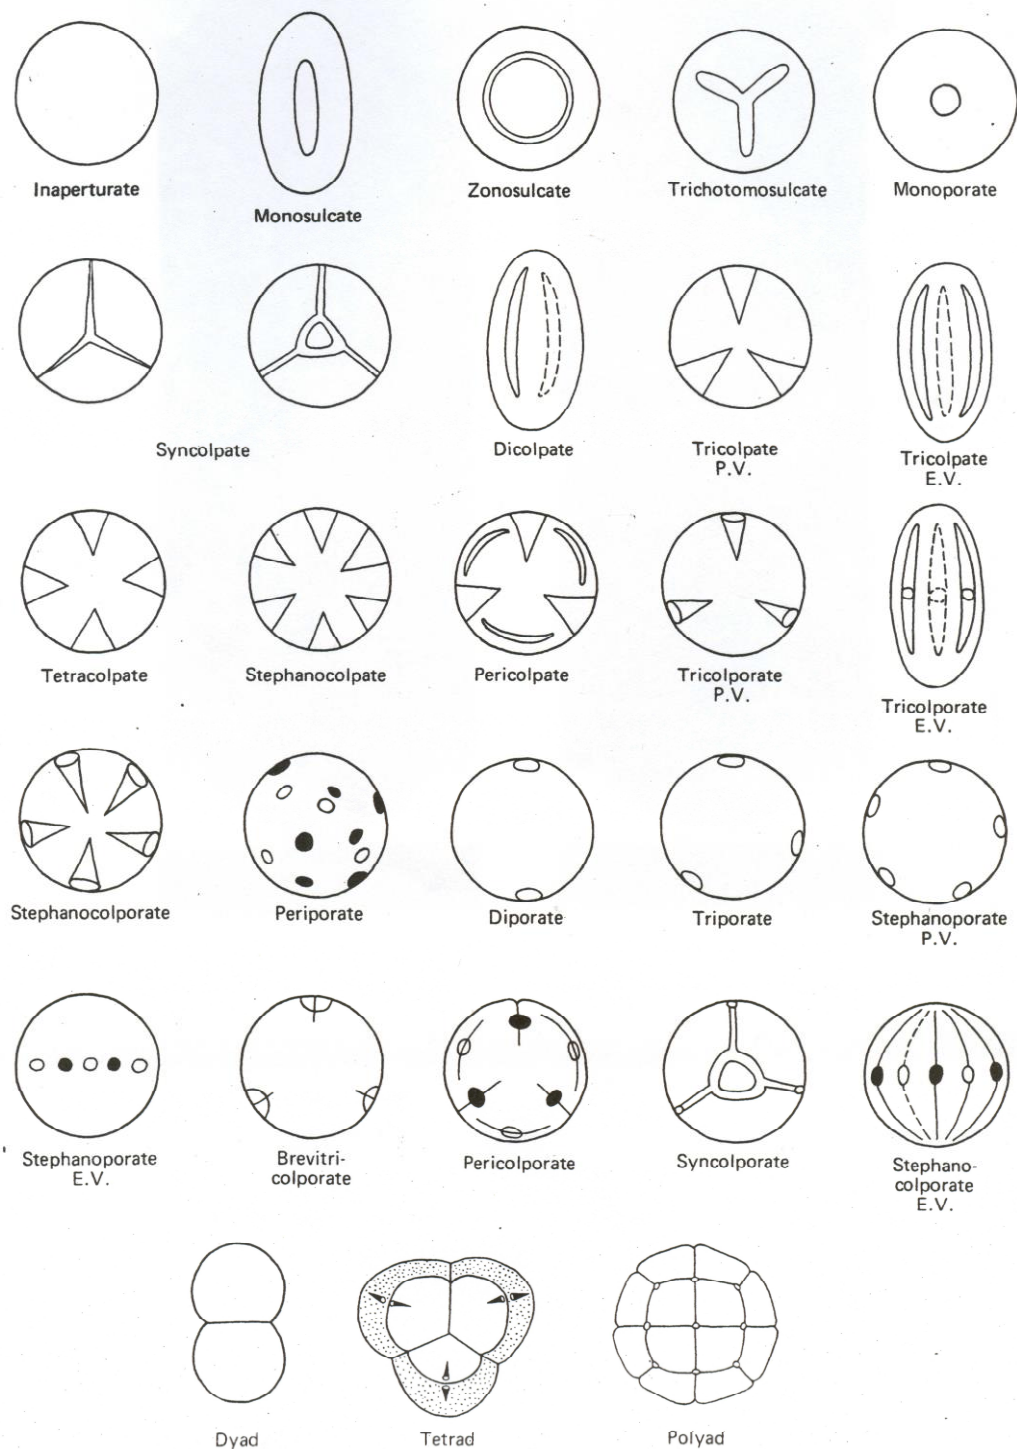 Inaperturate
Monosulcate
Zonosulcate
Trichotomosulcate
Monoporate
Syncolpate
Dicolpate
Tricolpate
P.V.
Tricolpate
E.V.
Tetracolpate
Stephanocolpate
Pericolpate
Tricolporate
P.V.
Tricolporate
E.V.
Stephanocolporate
Periporate
Diporate
Triporate
Stephanoporate
P.V.
Stephanoporate
E.V.
Brevitri-
colporate
Pericolporate
Syncolporate
Stephano-
colporate
E.V.
Dyad
Tetrad
Polyad